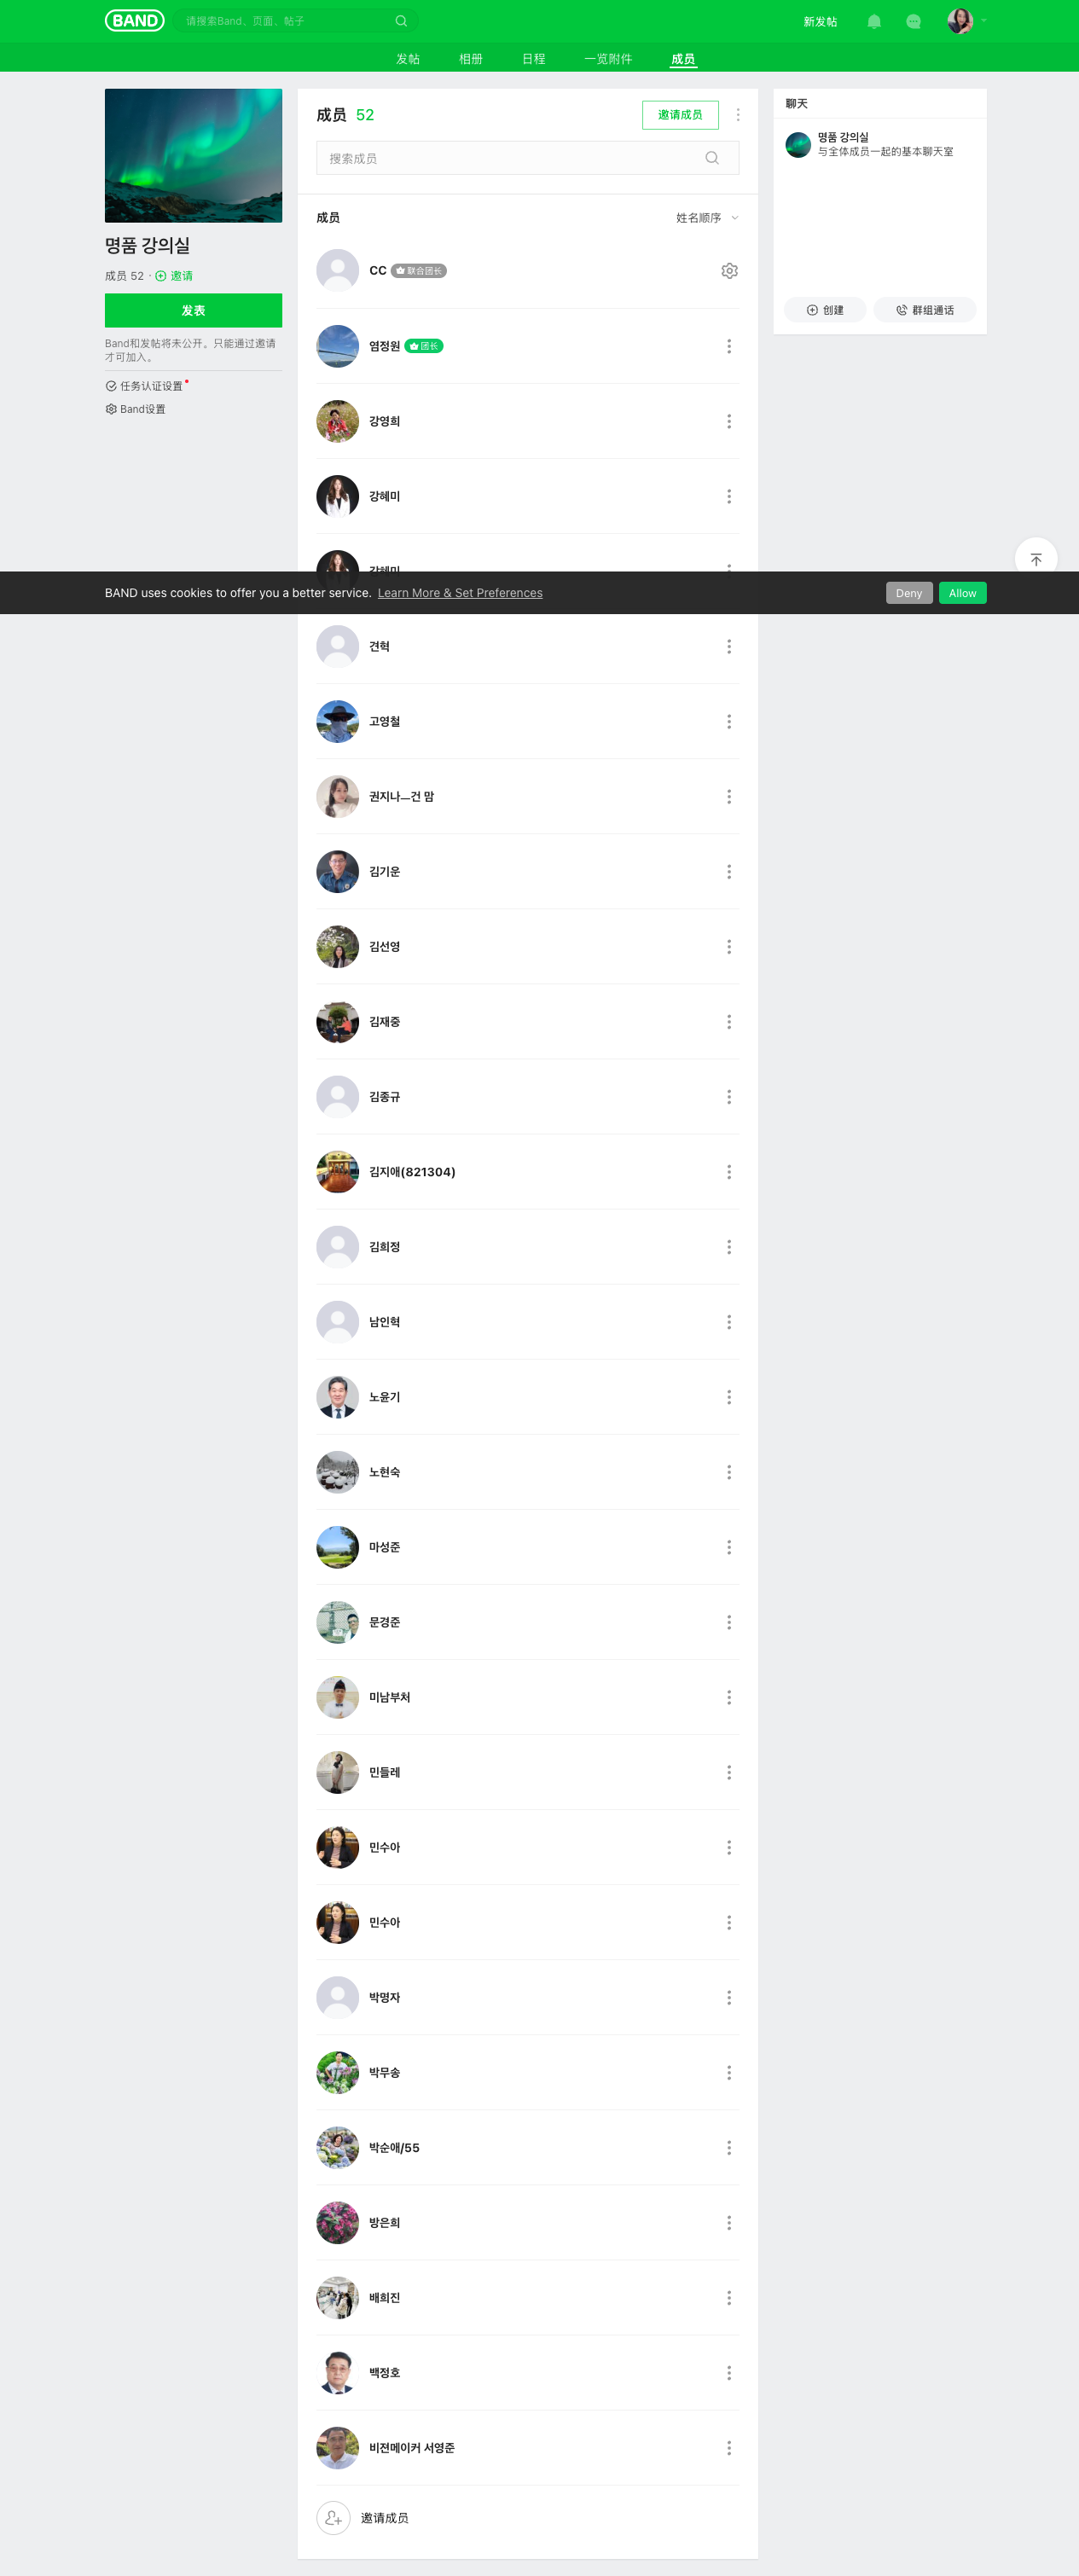 BAND
请搜索Band、页面、帖子
新发帖
发帖
相册
日程
一览附件
成员
明품 강의실
成员 52 · 邀请
发表
Band和发帖将未公开。只能通过邀请
才可加入。
任务认证设置
Band设置
成员 52
邀请成员
搜索成员
成员
姓名顺序
CC 联合团长
염정원 团长
강영희
강혜미
강혜미
견혁
고영철
권지나ㅡ건 맘
김기운
김선영
김재중
김종규
김지애(821304)
김희정
남인혁
노윤기
노현숙
마성준
문경준
미남부처
민들레
민수아
민수아
박명자
박무송
박순애/55
방은희
배희진
백정호
비젼메이커 서영준
邀请成员
聊天
명품 강의실
与全体成员一起的基本聊天室
创建
群组通话
BAND uses cookies to offer you a better service. Learn More & Set Preferences
Deny
Allow